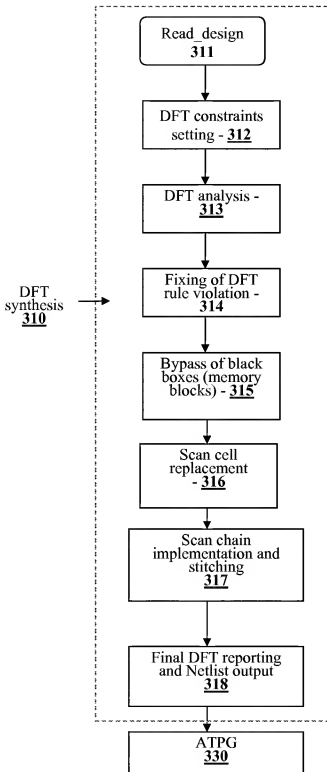 Read_design
311
DFT constraints
setting - 312
DFT analysis -
313
DFT
synthesis
310
Fixing of DFT
rule violation -
314
Bypass of black
boxes (memory
blocks) - 315
Scan cell
replacement
- 316
Scan chain
implementation and
stitching
317
Final DFT reporting
and Netlist output
318
ATPG
330